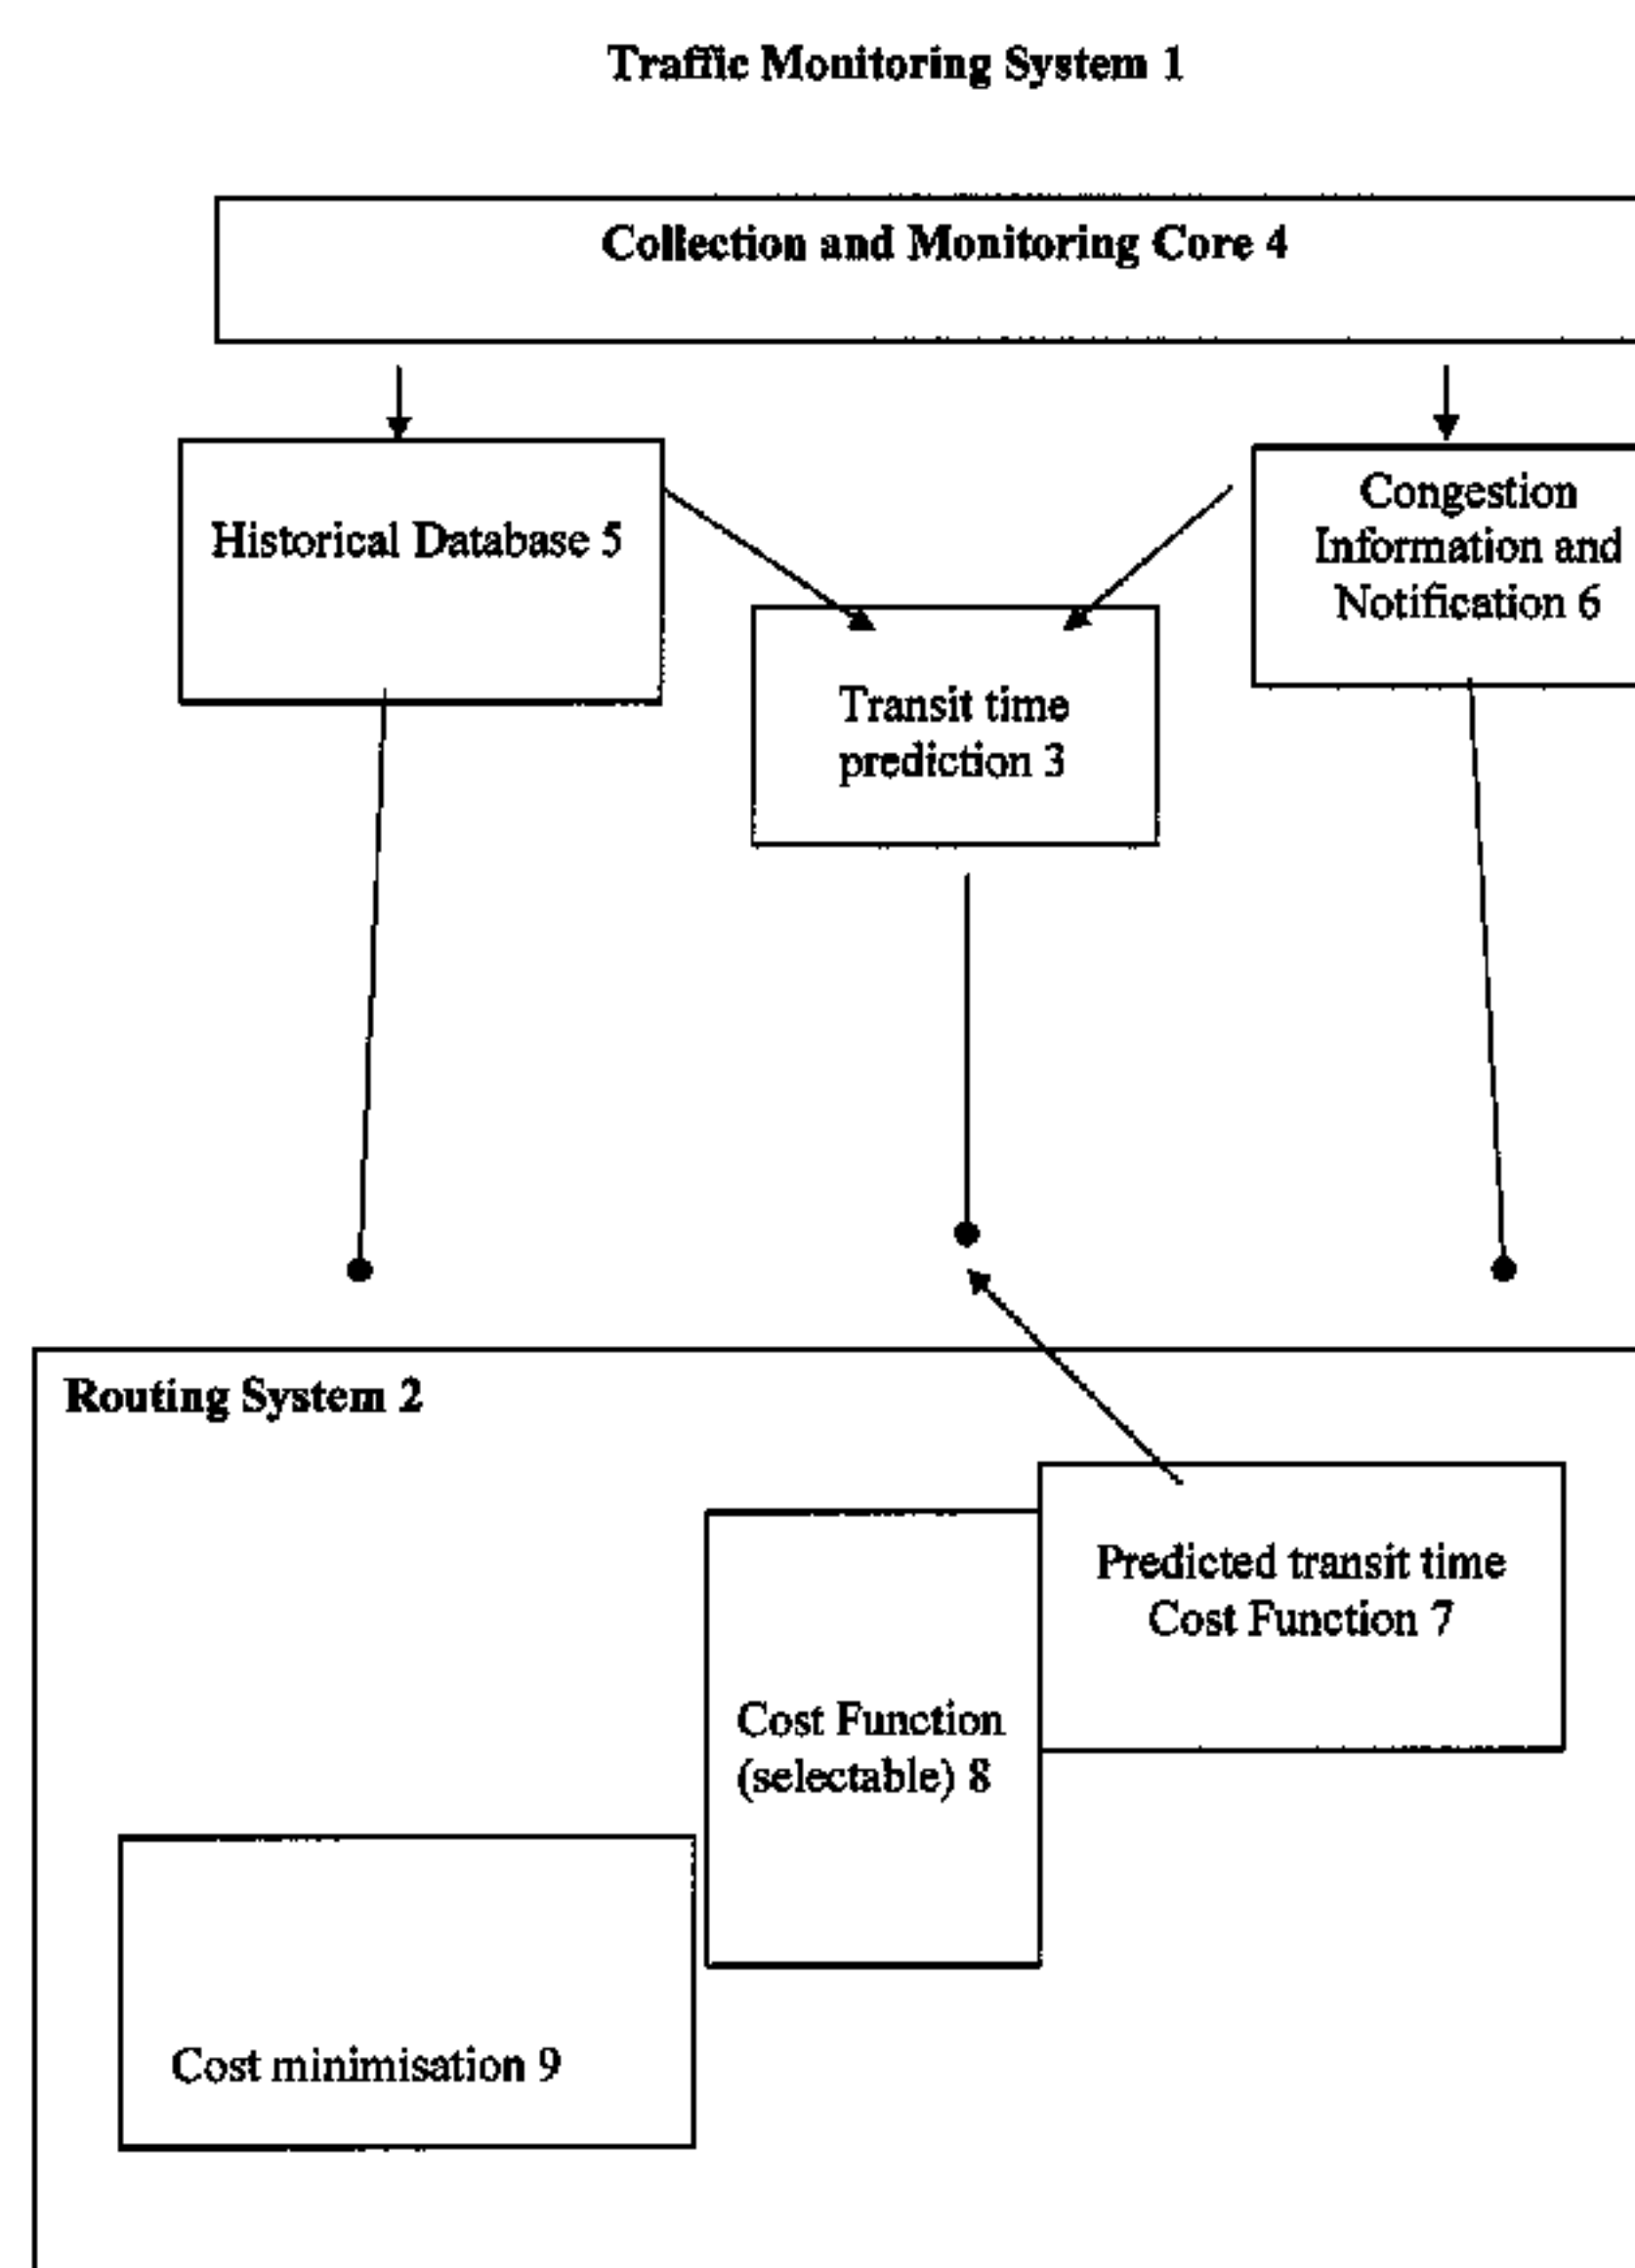 Traffic Monitoring System 1
Collection and Monitoring Core 4
Historical Database 5
Congestion
Information and
Notification 6
Transit time
prediction 3
Routing System 2
Predicted transit time
Cost Function 7
Cost Function
(selectable) 8
Cost minimisation 9